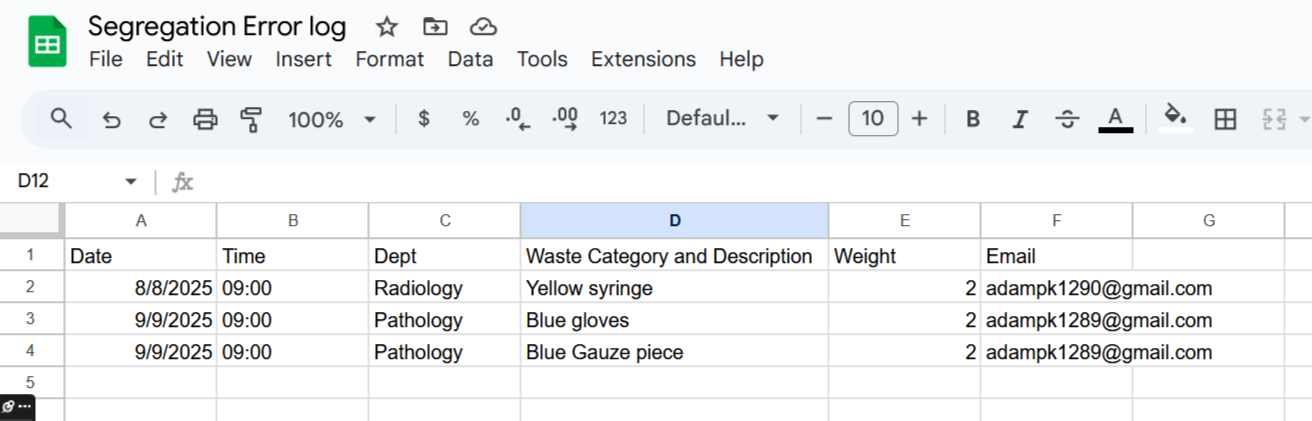 Segregation Error log
File Edit View Insert Format Data Tools Extensions Help
100% $ % .0 .00 123 Defaul... − 10 + B I S A
D12 fx
A B C D E F G
1 Date Time Dept Waste Category and Description Weight Email
2 8/8/2025 09:00 Radiology Yellow syringe 2 adampk1290@gmail.com
3 9/9/2025 09:00 Pathology Blue gloves 2 adampk1289@gmail.com
4 9/9/2025 09:00 Pathology Blue Gauze piece 2 adampk1289@gmail.com
5